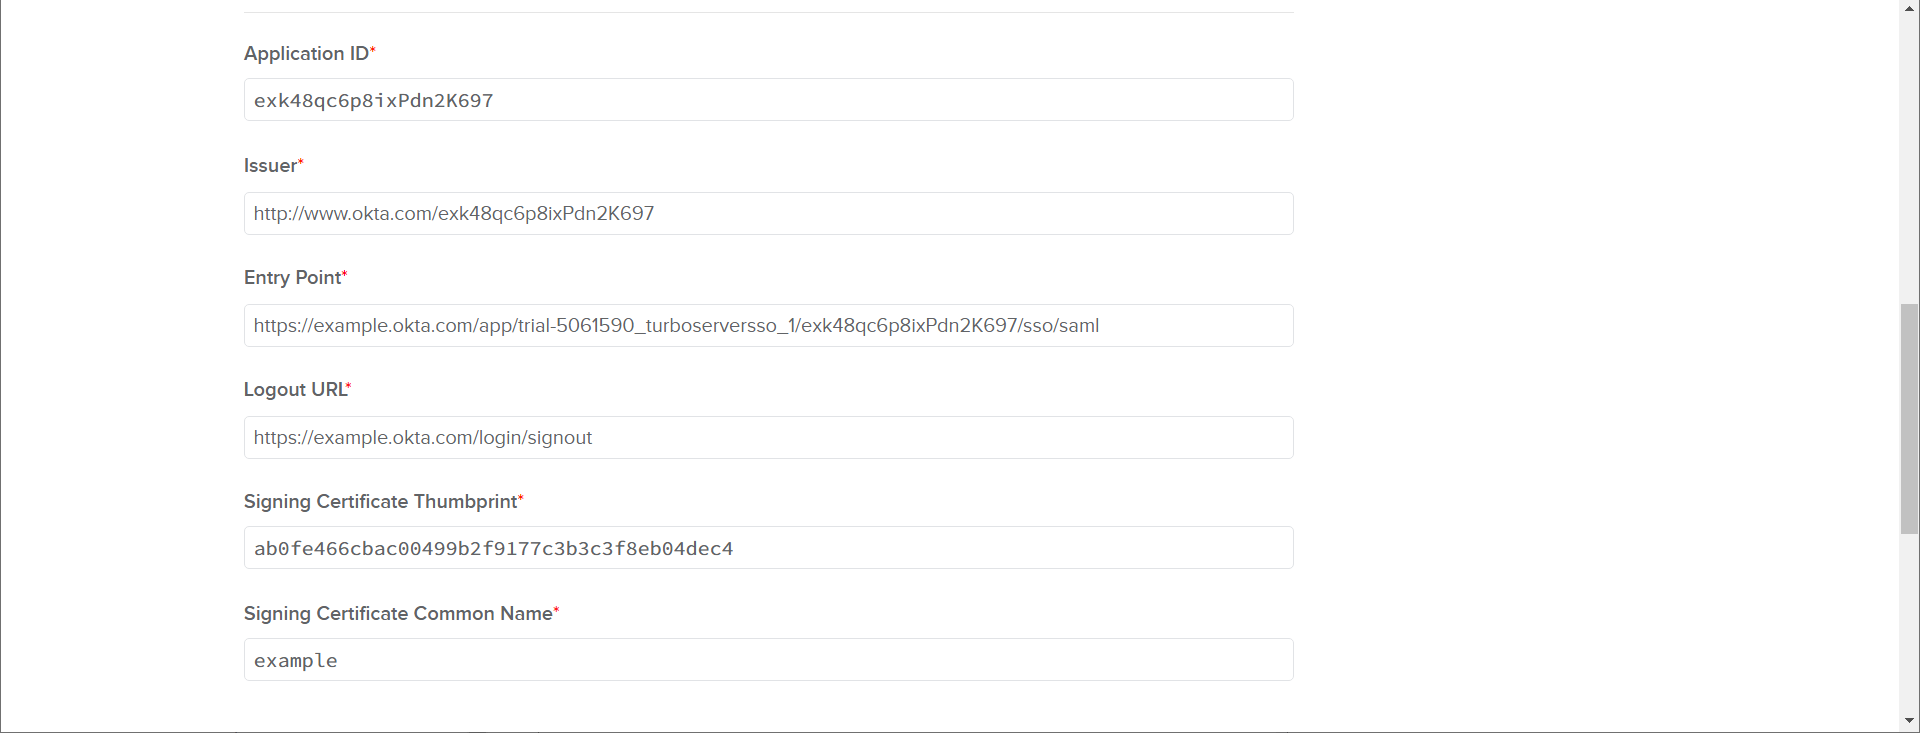 Application ID*
exk48qc6p8ixPdn2K697
Issuer*
http://www.okta.com/exk48qc6p8ixPdn2K697
Entry Point*
https://example.okta.com/app/trial-5061590_turboserversso_1/exk48qc6p8ixPdn2K697/sso/saml
Logout URL*
https://example.okta.com/login/signout
Signing Certificate Thumbprint*
ab0fe466cbac00499b2f9177c3b3c3f8eb04dec4
Signing Certificate Common Name*
example